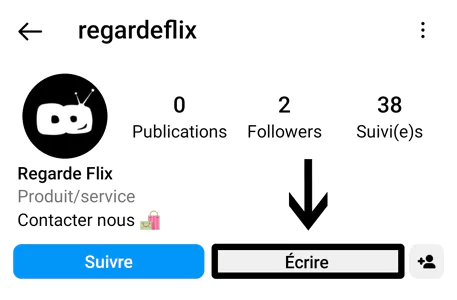 regardeflix
0 2 38
Publications Followers Suivi(e)s
Regarde Flix
Produit/service
Contacter nous
Suivre Écrire